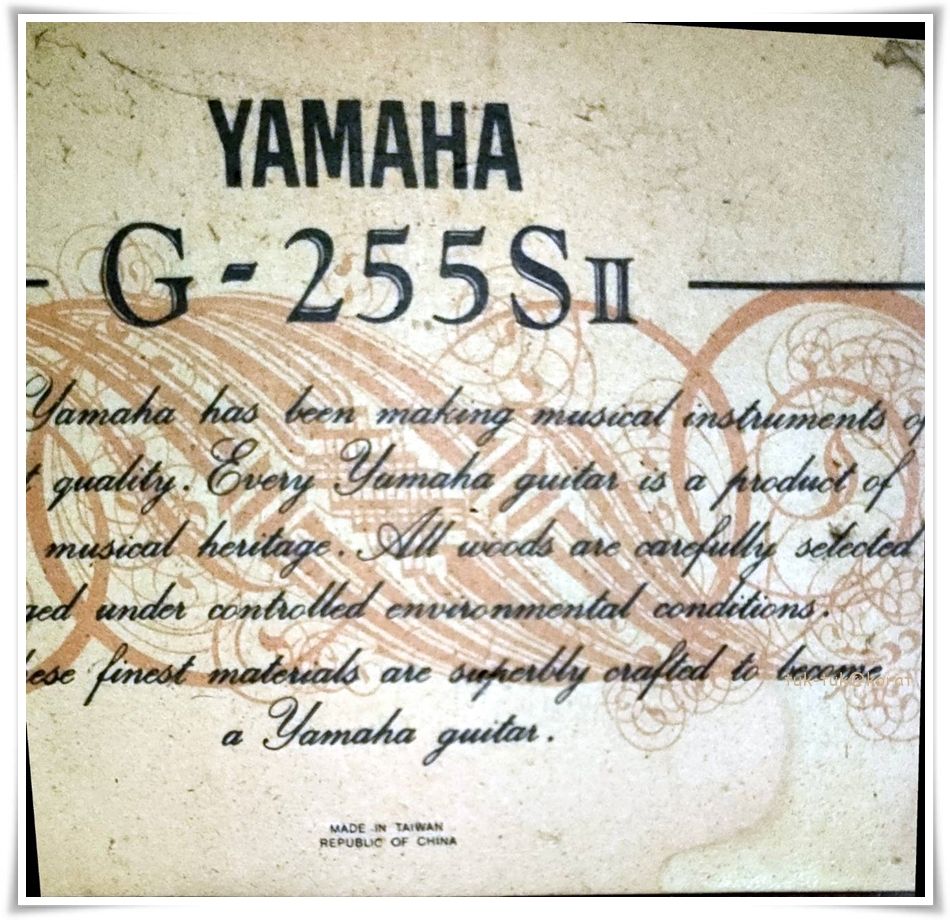 YAMAHA
G-255SII
Yamaha has been making musical instruments
quality. Every Yamaha guitar is a product of
musical heritage. All woods are carefully selected
under controlled environmental conditions.
finest materials are superbly crafted to become
a Yamaha guitar.
MADE IN TAIWAN
REPUBLIC OF CHINA